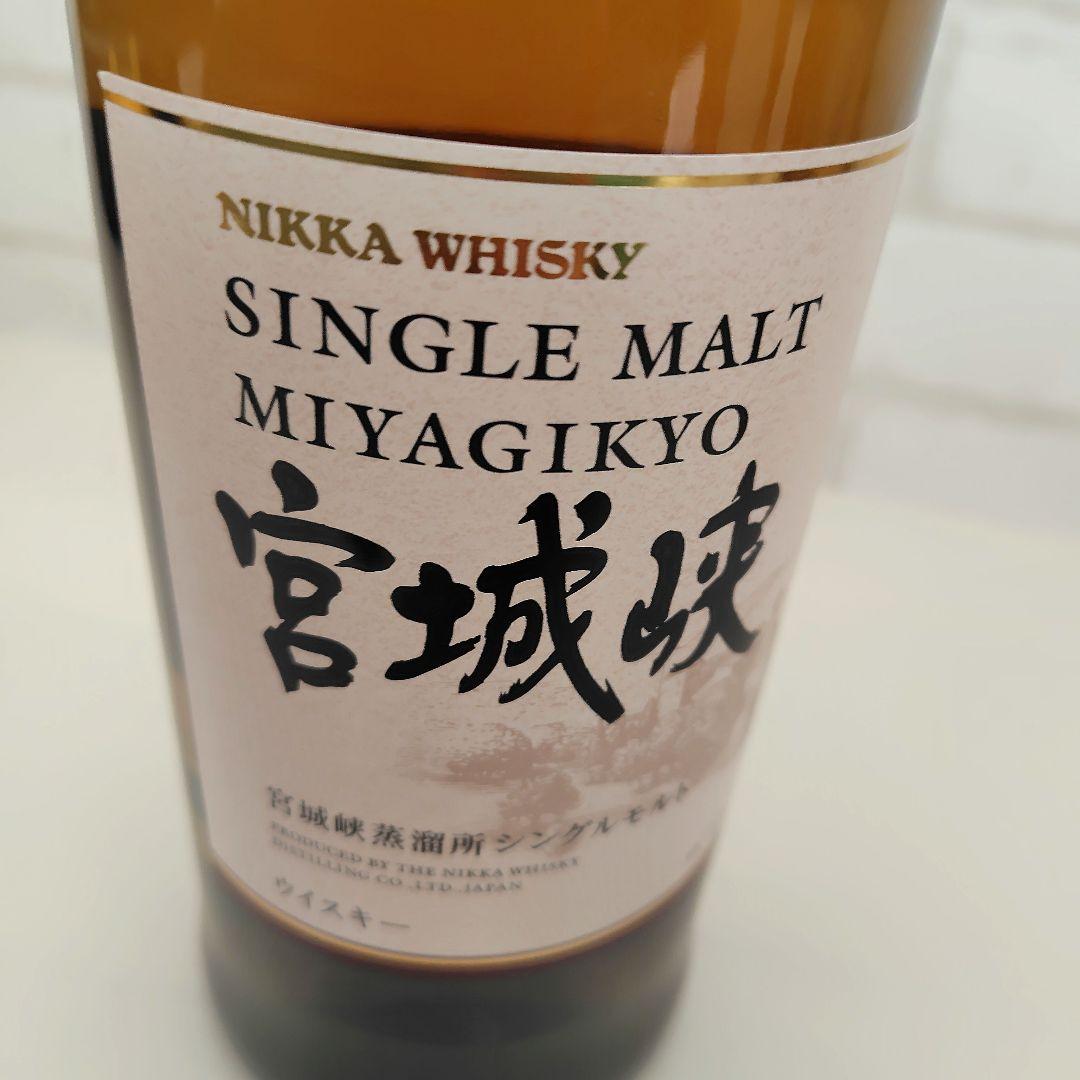 NIKKA WHISKY
SINGLE MALT
MIYAGIKYO
宮城峡
宮城峡蒸溜所シングルモルト
PRODUCED BY THE NIKKA WHISKY
DISTILLING CO.,LTD.,JAPAN
ウイスキー